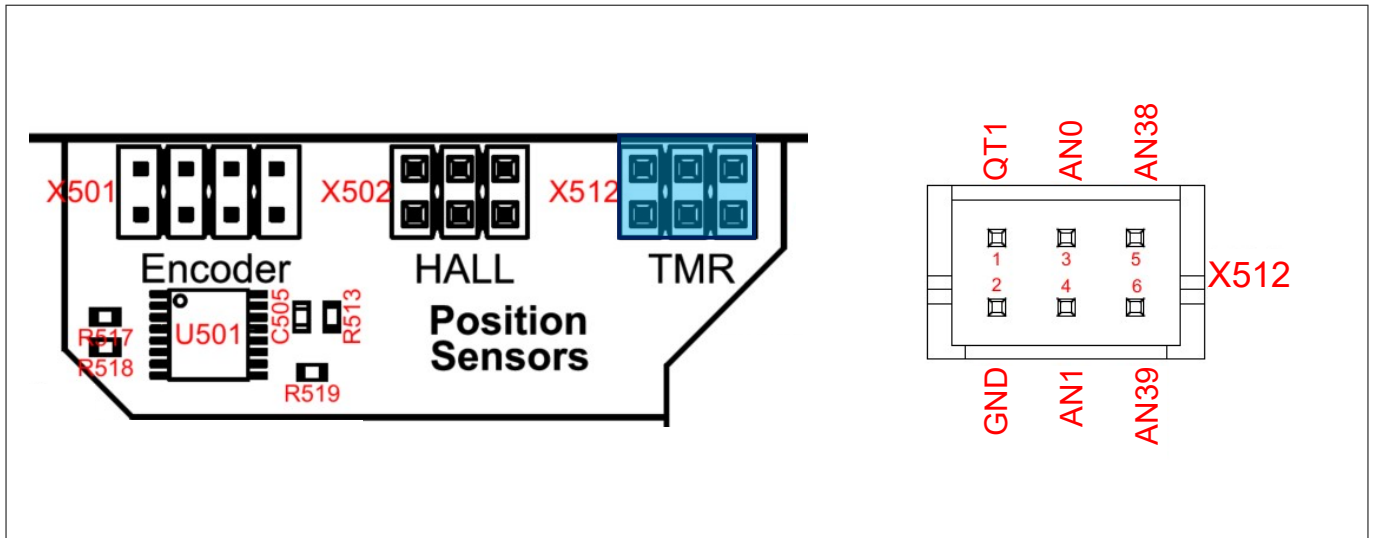 X501
X502
X512
Encoder
HALL
TMR
R517
R518
U501
C505
R513
R519
Position
Sensors
QT1
AN0
AN38
1
3
5
2
4
6
X512
GND
AN1
AN39